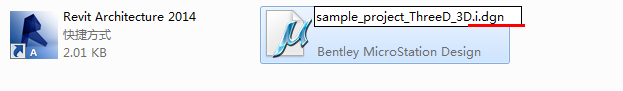 Revit Architecture 2014
快捷方式
2.01 KB
A
sample_project_ThreeD_3D.i.dgn
μ
Bentley MicroStation Design